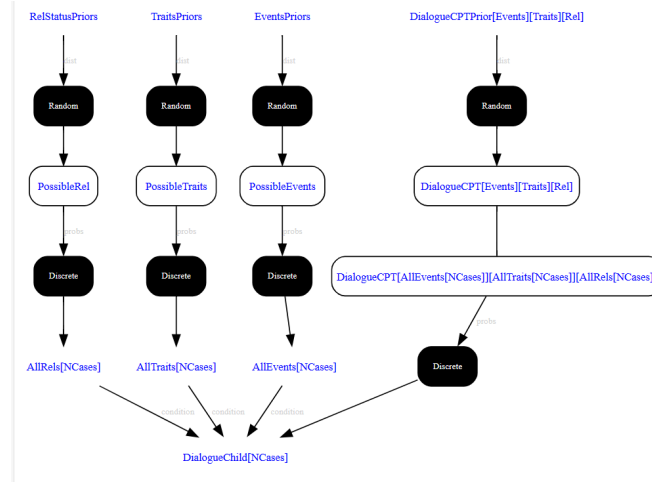 RelStatusPriors TraitsPriors EventsPriors DialogueCPTPrior[Events][Traits][Rel]
dist dist dist dist
Random Random Random Random
PossibleRel PossibleTraits PossibleEvents DialogueCPT[Events][Traits][Rel]
probs probs probs
Discrete Discrete Discrete DialogueCPT[AllEvents[NCases]][AllTraits[NCases]][AllRels[NCases]
probs
AllRels[NCases] AllTraits[NCases] AllEvents[NCases] Discrete
condition condition condition
DialogueChild[NCases]